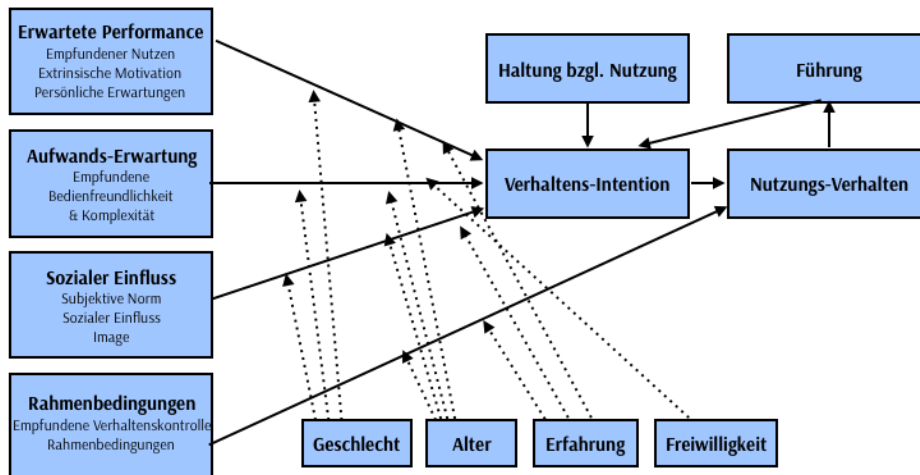 Erwartete Performance
Empfundener Nutzen
Extrinsische Motivation
Persönliche Erwartungen
Haltung bzgl. Nutzung
Führung
Aufwands-Erwartung
Empfundene
Bedienfreundlichkeit
& Komplexität
Verhaltens-Intention
Nutzungs-Verhalten
Sozialer Einfluss
Subjektive Norm
Sozialer Einfluss
Image
Rahmenbedingungen
Empfundene Verhaltenskontrolle
Rahmenbedingungen
Geschlecht
Alter
Erfahrung
Freiwilligkeit